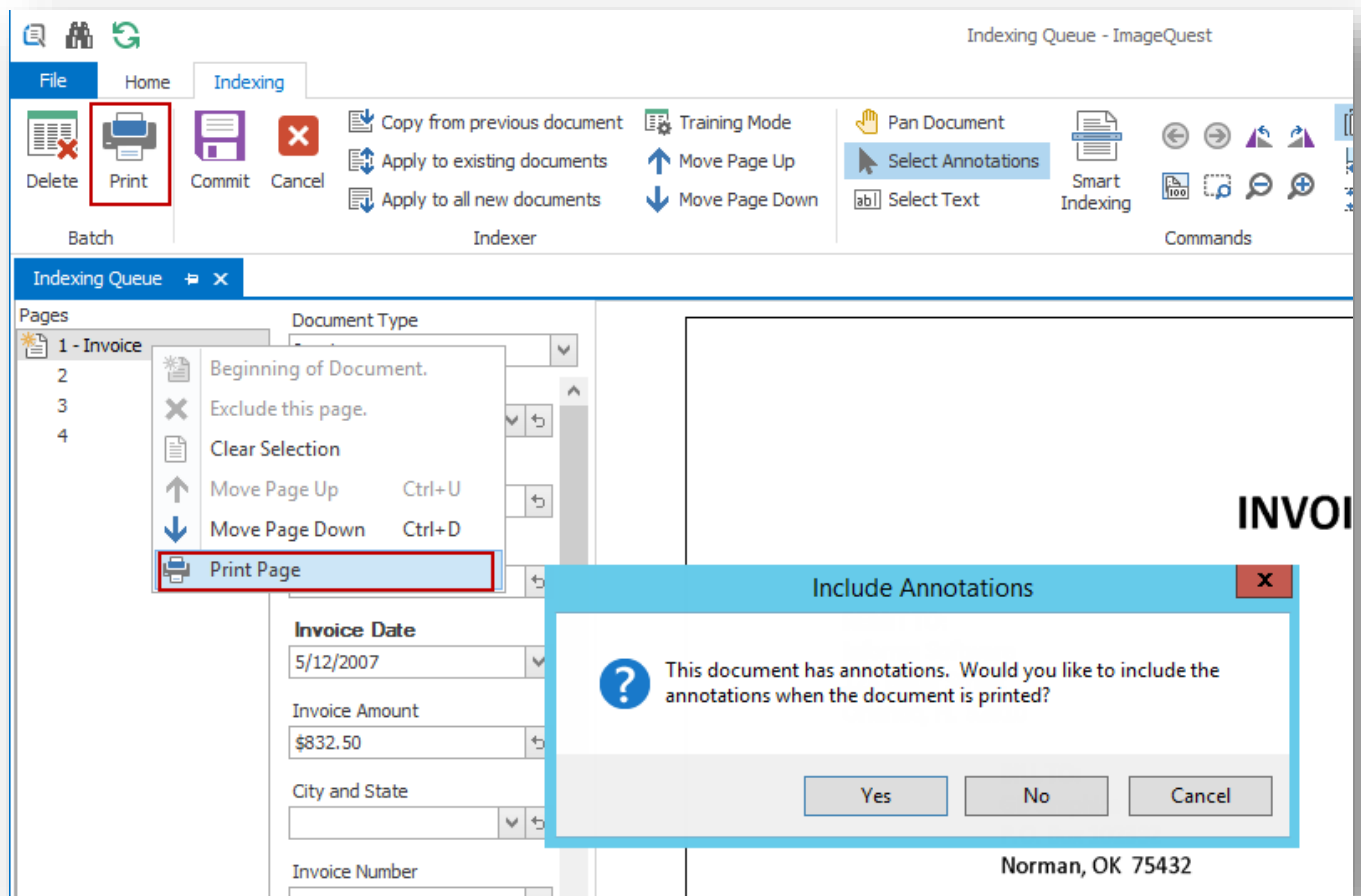 Indexing Queue - ImageQuest
File Home Indexing
Delete Print Commit Cancel
Copy from previous document
Apply to existing documents
Apply to all new documents
Training Mode
Move Page Up
Move Page Down
Pan Document
Select Annotations
ab Select Text
Smart
Indexing
100
Batch Indexer Commands
Indexing Queue
Pages
1 - Invoice
2
3
4
Document Type
Beginning of Document.
Exclude this page.
Clear Selection
Move Page Up Ctrl+U
Move Page Down Ctrl+D
Print Page
Invoice Date
5/12/2007
Invoice Amount
$832.50
City and State
Invoice Number
INVOI
Include Annotations
x
This document has annotations. Would you like to include the
annotations when the document is printed?
Yes No Cancel
Norman, OK 75432